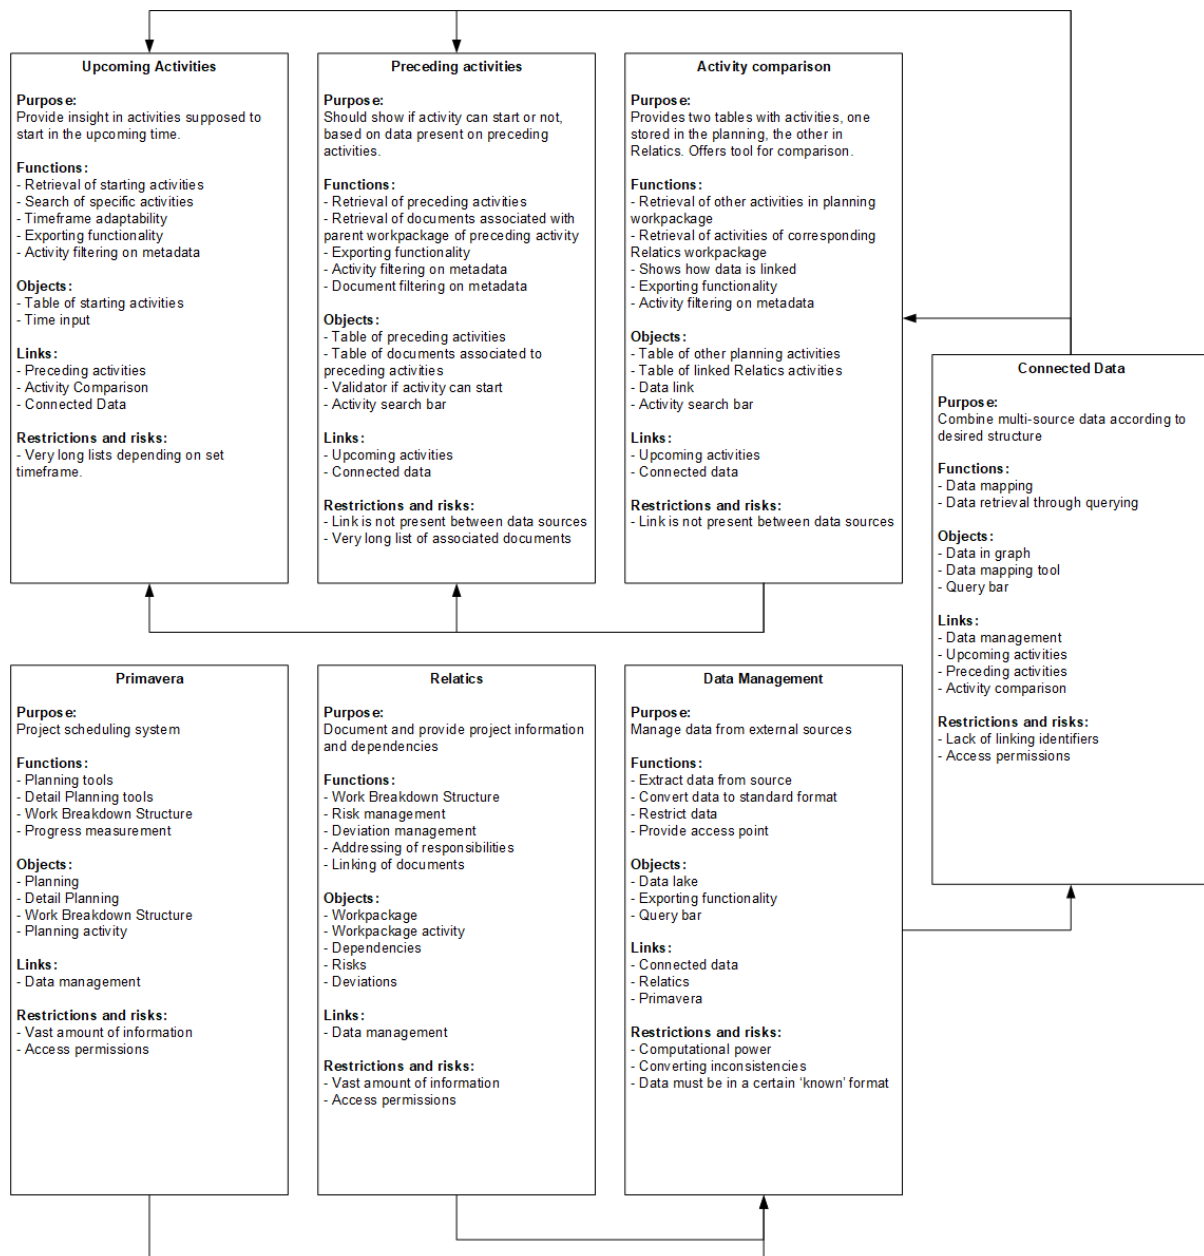 Upcoming Activities
Purpose:
Provide insight in activities supposed to
start in the upcoming time.
Functions:
- Retrieval of starting activities
- Search of specific activities
- Timeframe adaptability
- Exporting functionality
- Activity filtering on metadata
Objects:
- Table of starting activities
- Time input
Links:
- Preceding activities
- Activity Comparison
- Connected Data
Restrictions and risks:
- Very long lists depending on set
timeframe.
Preceding activities
Purpose:
Should show if activity can start or not,
based on data present on preceding
activities.
Functions:
- Retrieval of preceding activities
- Retrieval of documents associated with
parent workpackage of preceding activity
- Exporting functionality
- Activity filtering on metadata
- Document filtering on metadata
Objects:
- Table of preceding activities
- Table of documents associated to
preceding activities
- Validator if activity can start
- Activity search bar
Links:
- Upcoming activities
- Connected data
Restrictions and risks:
- Link is not present between data sources
- Very long list of associated documents
Activity comparison
Purpose:
Provides two tables with activities, one
stored in the planning, the other in
Relatics. Offers tool for comparison.
Functions:
- Retrieval of other activities in planning
workpackage
- Retrieval of activities of corresponding
Relatics workpackage
- Shows how data is linked
- Exporting functionality
- Activity filtering on metadata
Objects:
- Table of other planning activities
- Table of linked Relatics activities
- Data link
- Activity search bar
Links:
- Upcoming activities
- Connected data
Restrictions and risks:
- Link is not present between data sources
Connected Data
Purpose:
Combine multi-source data according to
desired structure
Functions:
- Data mapping
- Data retrieval through querying
Objects:
- Data in graph
- Data mapping tool
- Query bar
Links:
- Data management
- Upcoming activities
- Preceding activities
- Activity comparison
Restrictions and risks:
- Lack of linking identifiers
- Access permissions
Primavera
Purpose:
Project scheduling system
Functions:
- Planning tools
- Detail Planning tools
- Work Breakdown Structure
- Progress measurement
Objects:
- Planning
- Detail Planning
- Work Breakdown Structure
- Planning activity
Links:
- Data management
Restrictions and risks:
- Vast amount of information
- Access permissions
Relatics
Purpose:
Document and provide project information
and dependencies
Functions:
- Work Breakdown Structure
- Risk management
- Deviation management
- Addressing of responsibilities
- Linking of documents
Objects:
- Workpackage
- Workpackage activity
- Dependencies
- Risks
- Deviations
Links:
- Data management
Restrictions and risks:
- Vast amount of information
- Access permissions
Data Management
Purpose:
Manage data from external sources
Functions:
- Extract data from source
- Convert data to standard format
- Restrict data
- Provide access point
Objects:
- Data lake
- Exporting functionality
- Query bar
Links:
- Connected data
- Relatics
- Primavera
Restrictions and risks:
- Computational power
- Converting inconsistencies
- Data must be in a certain ‘known’ format